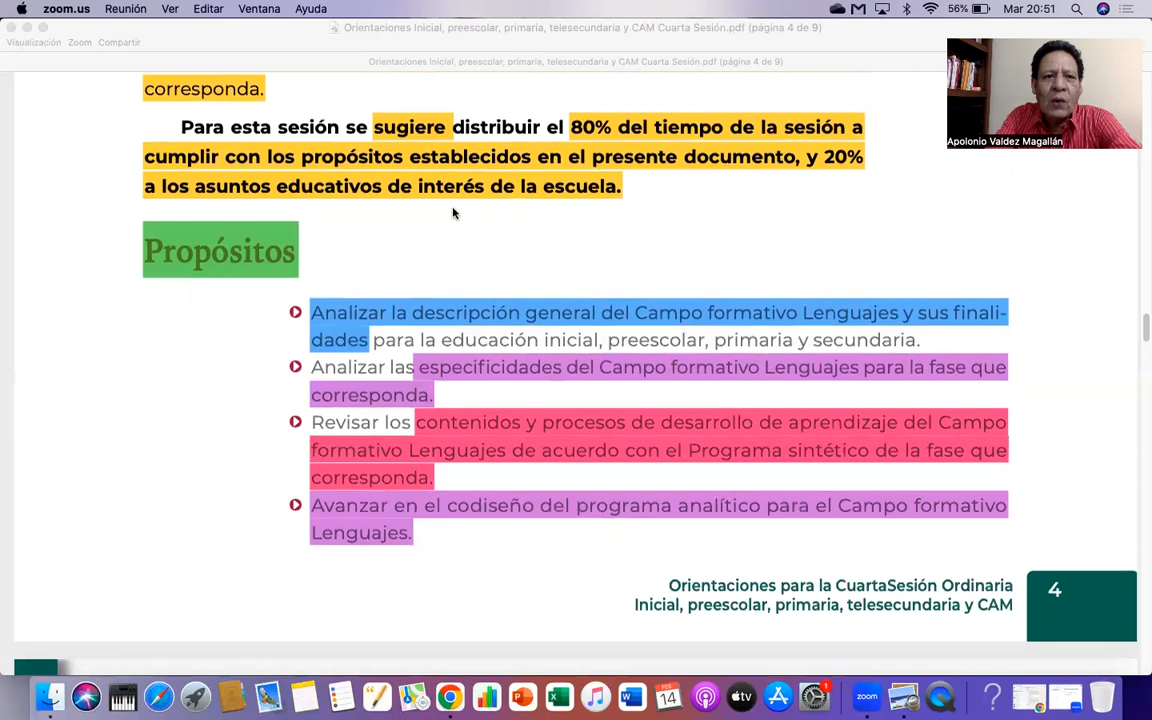 zoom.us Reunión Ver Editar Ventana Ayuda 56% Mar 20:51
Orientaciones Inicial, preescolar, primaria, telesecundaria y CAM Cuarta Sesión.pdf (página 4 de 9)
Visualización Zoom Compartir
Orientaciones Inicial, preescolar, primaria, telesecundaria y CAM Cuarta Sesión.pdf (página 4 de 9)
corresponda.
Para esta sesión se sugiere distribuir el 80% del tiempo de la sesión a
cumplir con los propósitos establecidos en el presente documento, y 20%
a los asuntos educativos de interés de la escuela.
Apolonio Valdez Magallán
Propósitos
Analizar la descripción general del Campo formativo Lenguajes y sus finali-
dades para la educación inicial, preescolar, primaria y secundaria.
Analizar las especificidades del Campo formativo Lenguajes para la fase que
corresponda.
Revisar los contenidos y procesos de desarrollo de aprendizaje del Campo
formativo Lenguajes de acuerdo con el Programa sintético de la fase que
corresponda.
Avanzar en el codiseño del programa analítico para el Campo formativo
Lenguajes.
Orientaciones para la CuartaSesión Ordinaria
Inicial, preescolar, primaria, telesecundaria y CAM
4
FEB
14
tv
1
zoom